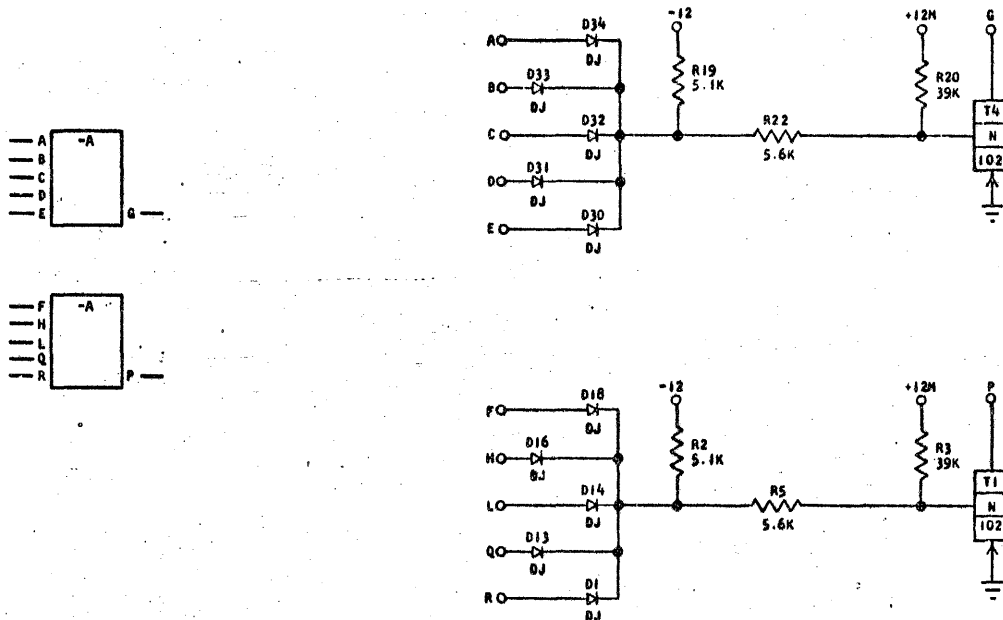 A -A
B
C
D
E G
F -A
H
L
Q
R P
D34 -12 +12M G
A DJ
D33 R19 R20
B DJ 5.1K 39K
D32 R22 T4
C DJ 5.6K N
D31 102
D DJ
D30
E DJ
D18 -12 +12M P
F DJ
D16 R2 R3
H DJ 5.1K 39K
D14 R5 T1
L DJ 5.6K N
D13 102
Q DJ
D1
R DJ